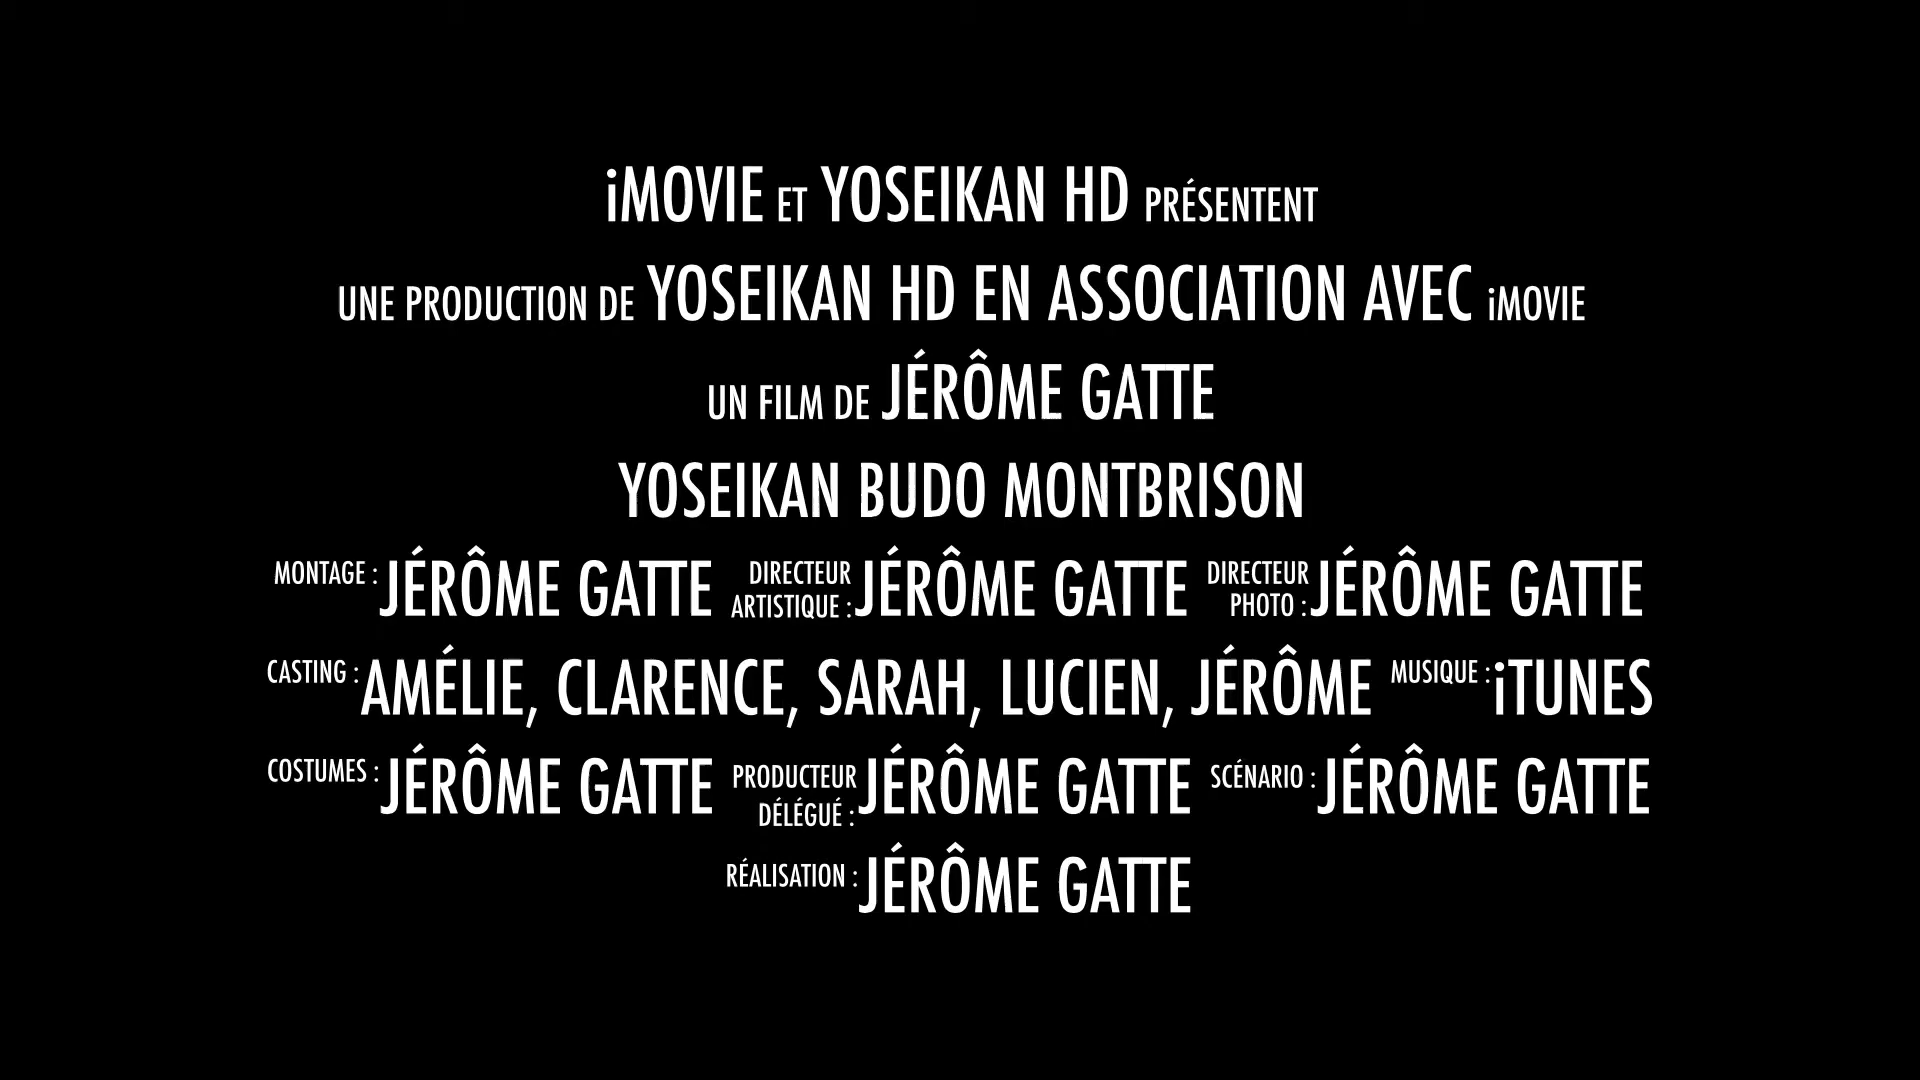 iMOVIE ET YOSEIKAN HD PRÉSENTENT
UNE PRODUCTION DE YOSEIKAN HD EN ASSOCIATION AVEC iMOVIE
UN FILM DE JÉRÔME GATTE
YOSEIKAN BUDO MONTBRISON
MONTAGE : JÉRÔME GATTE DIRECTEUR ARTISTIQUE : JÉRÔME GATTE DIRECTEUR PHOTO : JÉRÔME GATTE
CASTING : AMÉLIE, CLARENCE, SARAH, LUCIEN, JÉRÔME MUSIQUE : iTUNES
COSTUMES : JÉRÔME GATTE PRODUCTEUR DÉLÉGUÉ : JÉRÔME GATTE SCÉNARIO : JÉRÔME GATTE
RÉALISATION : JÉRÔME GATTE